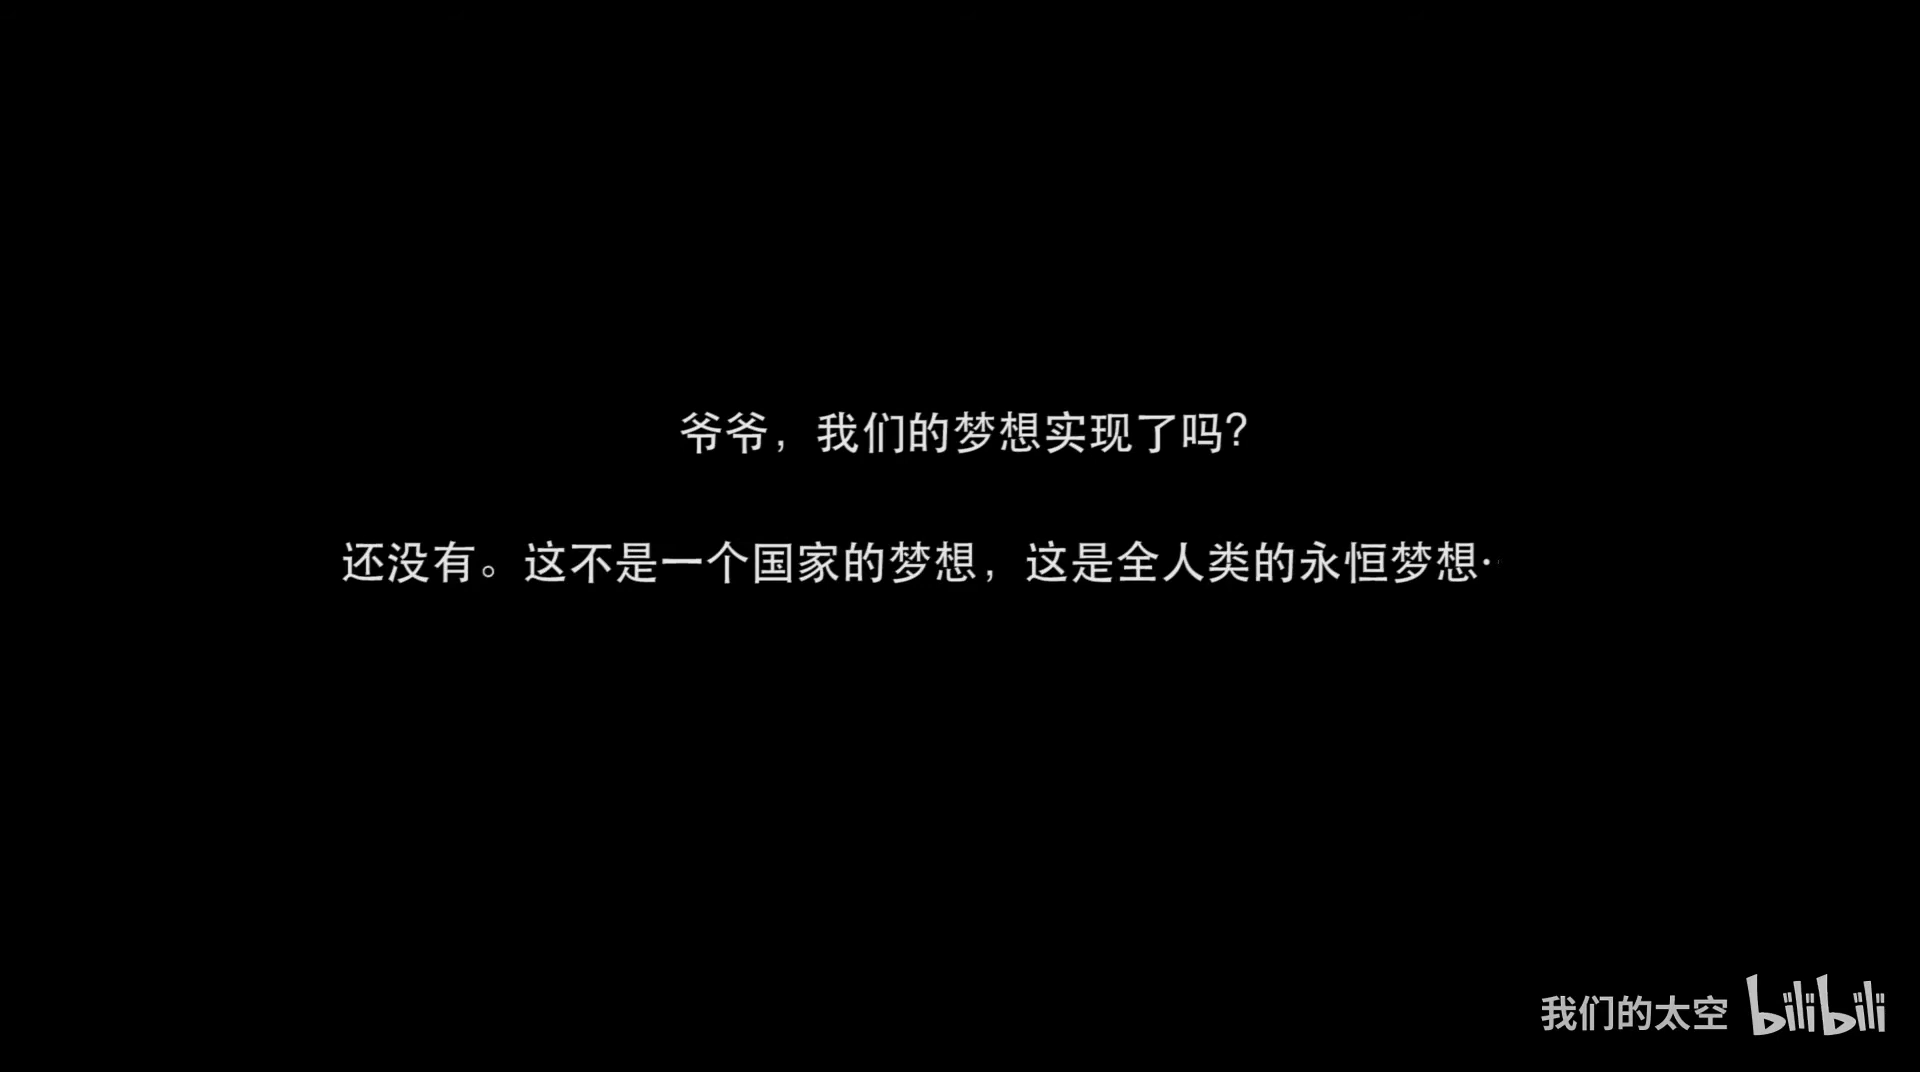 爷爷，我们的梦想实现了吗？
还没有。这不是一个国家的梦想，这是全人类的永恒梦想··
我们的太空 bilibili